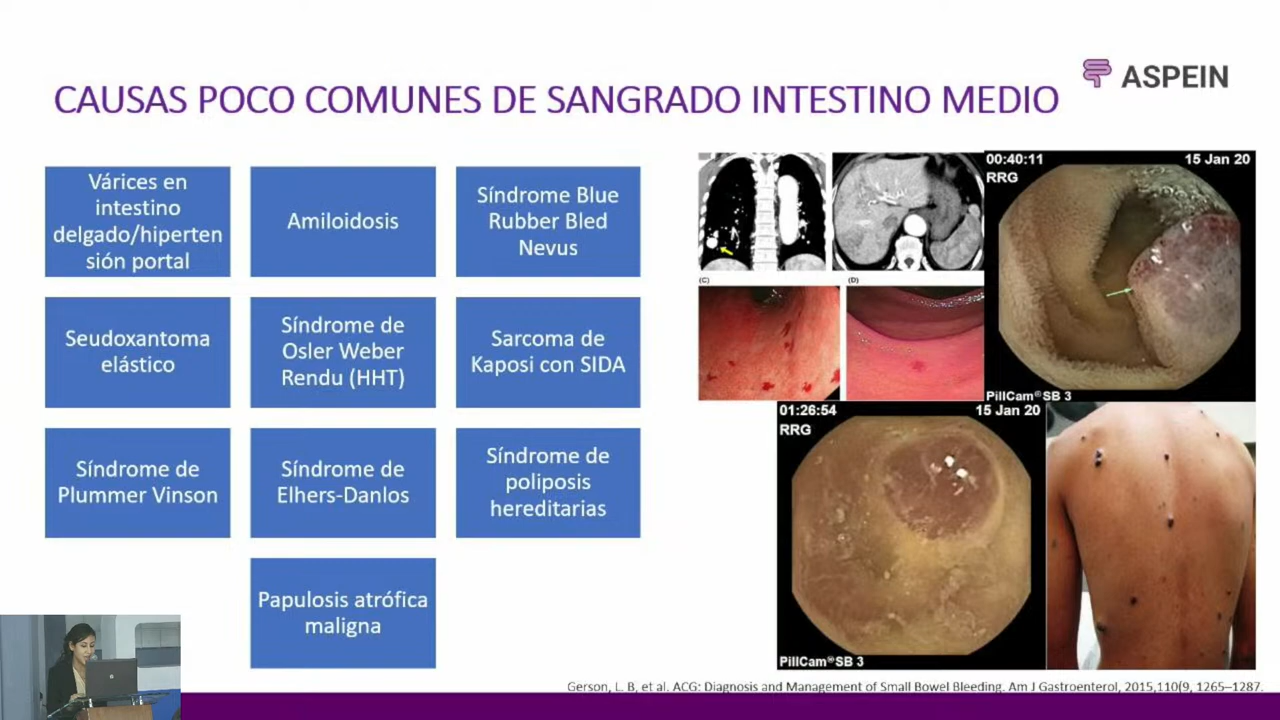 CAUSAS POCO COMUNES DE SANGRADO INTESTINO MEDIO
ASPEIN
Várices en
intestino
delgado/hiperten
sión portal
Amiloidosis
Síndrome Blue
Rubber Bled
Nevus
Seudoxantoma
elástico
Síndrome de
Osler Weber
Rendu (HHT)
Sarcoma de
Kaposi con SIDA
Síndrome de
Plummer Vinson
Síndrome de
Elhers-Danlos
Síndrome de
poliposis
hereditarias
Papulosis atrófica
maligna
(C)
(D)
00:40:11
15 Jan 20
RRG
PillCam®SB 3
01:26:54
15 Jan 20
RRG
PillCam®SB 3
Gerson, L. B, et al. ACG: Diagnosis and Management of Small Bowel Bleeding. Am J Gastroenterol, 2015,110(9, 1265–1287.